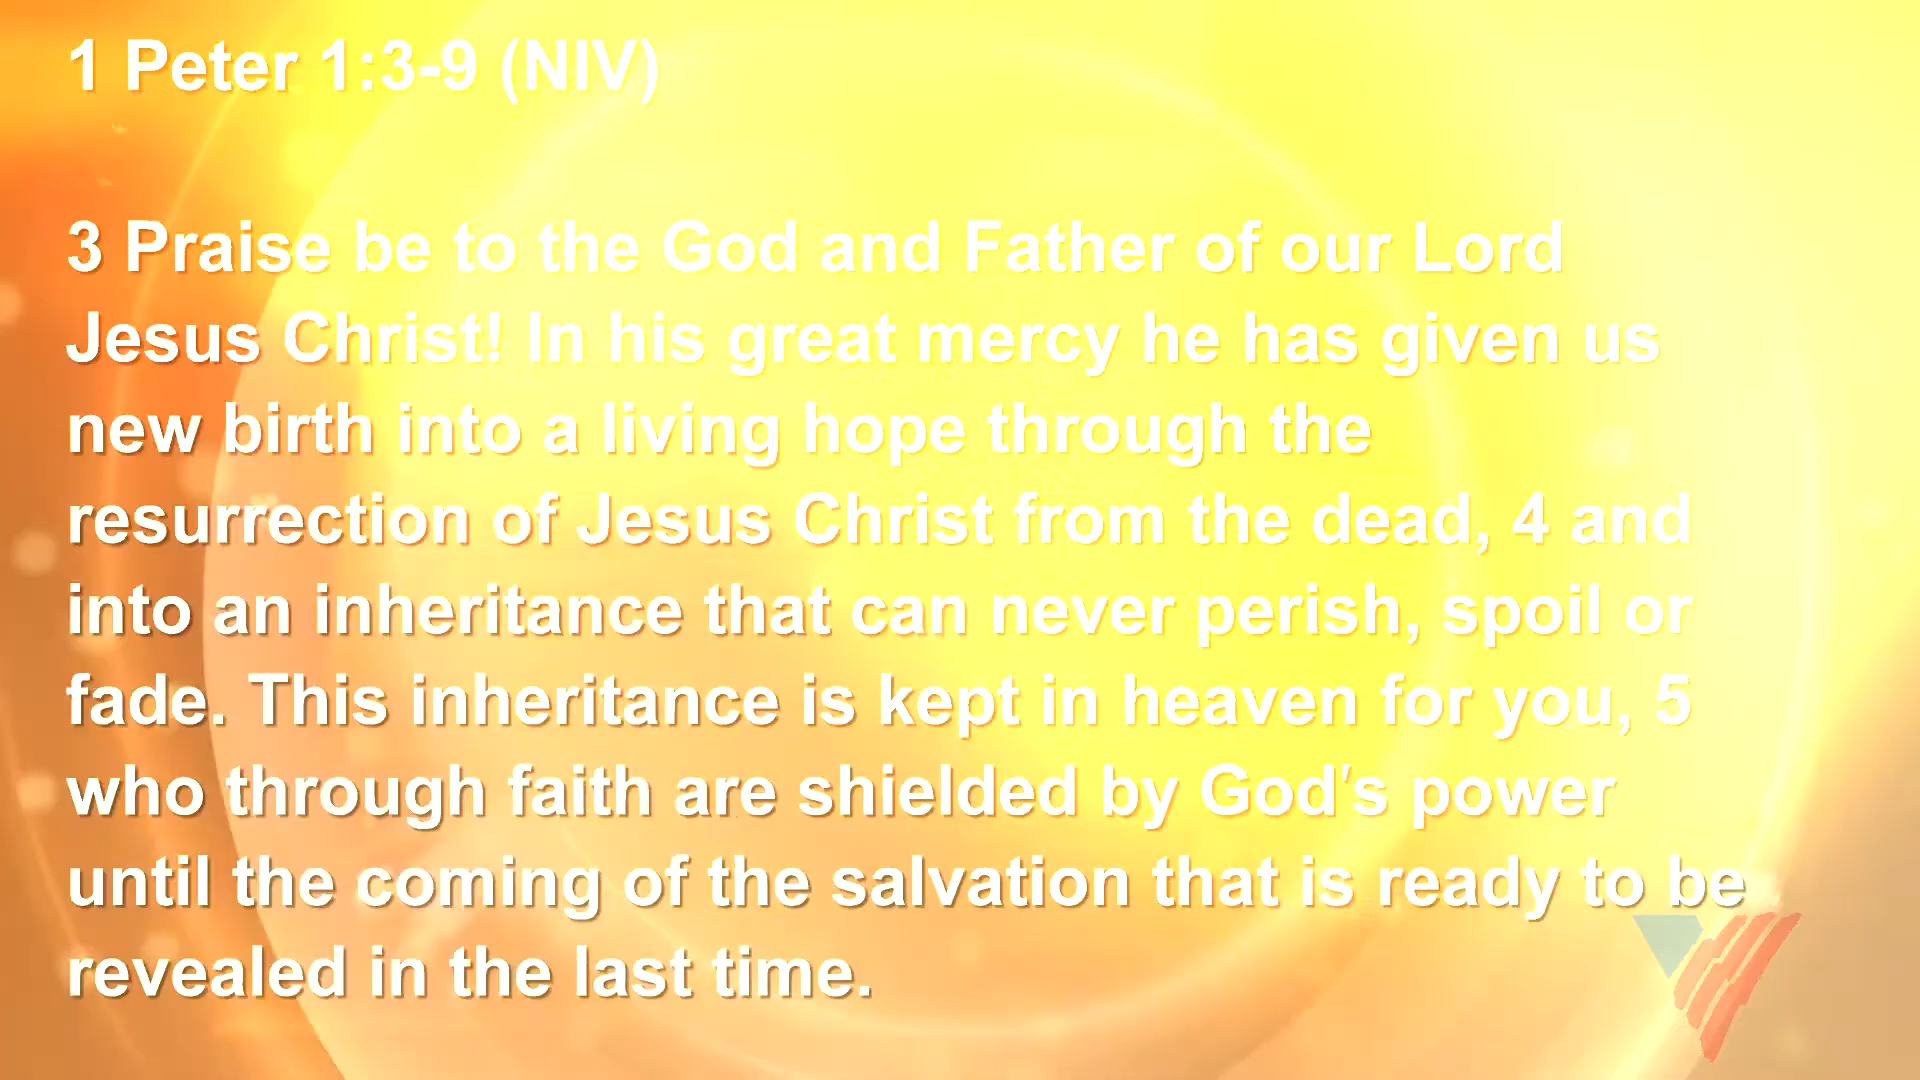 1 Peter 1:3-9 (NIV)
3 Praise be to the God and Father of our Lord
Jesus Christ! In his great mercy he has given us
new birth into a living hope through the
resurrection of Jesus Christ from the dead, 4 and
into an inheritance that can never perish, spoil or
fade. This inheritance is kept in heaven for you, 5
who through faith are shielded by God's power
until the coming of the salvation that is ready to be
revealed in the last time.